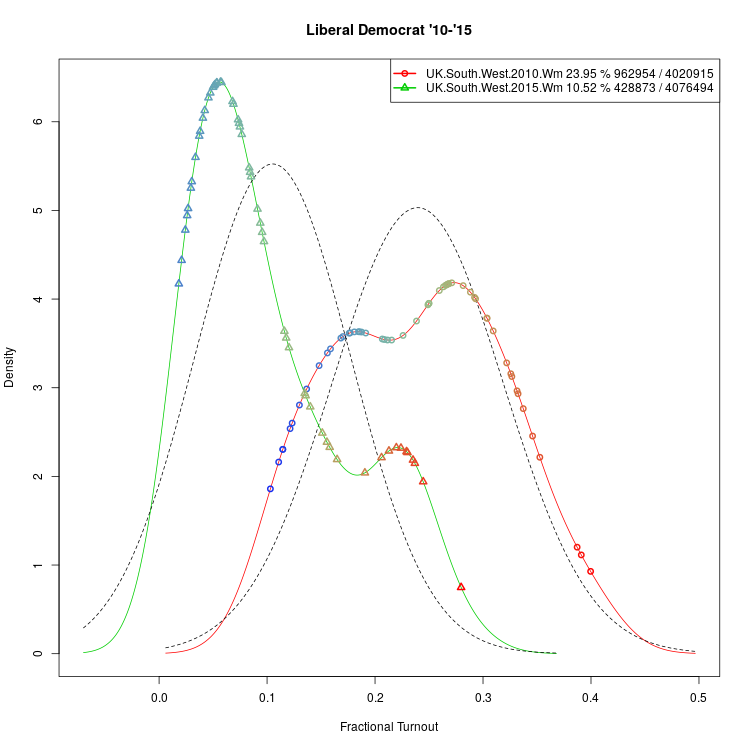 Liberal Democrat '10-'15
UK.South.West.2010.Wm 23.95 % 962954 / 4020915
UK.South.West.2015.Wm 10.52 % 428873 / 4076494
6
5
4
3
2
1
0
Density
0.0 0.1 0.2 0.3 0.4 0.5
Fractional Turnout